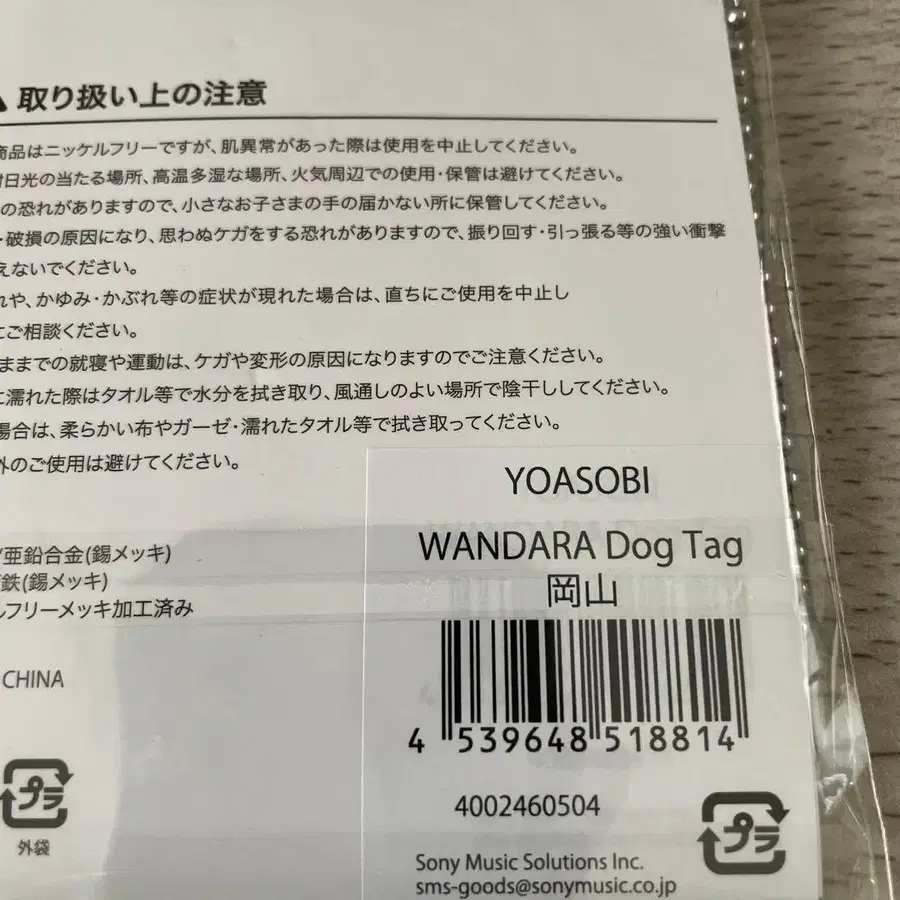 取り扱い上の注意
商品はニッケルフリーですが、肌異常があった際は使用を中止してください。
日光の当たる場所、高温多湿な場所、火気周辺での使用・保管は避けてください。
の恐れがありますので、小さなお子さまの手の届かない所に保管してください。
・破損の原因になり、思わぬケガをする恐れがありますので、振り回す・引っ張る等の強い衝撃
えないでください。
れや、かゆみ・かぶれ等の症状が現れた場合は、直ちにご使用を中止し
にご相談ください。
ままでの就寝や運動は、ケガや変形の原因になりますのでご注意ください。
に濡れた際はタオル等で水分を拭き取り、風通しのよい場所で陰干ししてください。
場合は、柔らかい布やガーゼ・濡れたタオル等で拭き取ってください。
外のご使用は避けてください。
/亜鉛合金(錫メッキ)
鉄(錫メッキ)
ルフリーメッキ加工済み
CHINA
プラ
外袋
YOASOBI
WANDARA Dog Tag
岡山
4 539648 518814
4002460504
プラ
Sony Music Solutions Inc.
sms-goods@sonymusic.co.jp